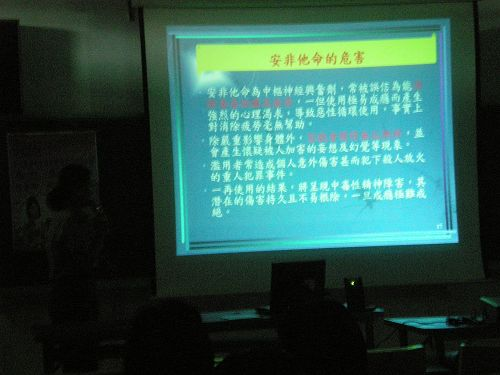 安非他命的危害
安非他命為中樞神經興奮劑，常被誤信為能
，一但使用極易成癮而產生
強烈的心理渴求，導致惡性循環使用，事實上
對消除疲勞毫無幫助。
除嚴重影響身體外，，並
會產生懷疑被人加害的妄想及幻覺等現象。
濫用者常造成個人意外傷害甚而犯下殺人放火
的重大犯罪事件。
一再使用的結果，將呈現中毒性精神障害，其
潛在的傷害持久且不易根除，一旦成癮極難戒
絕。